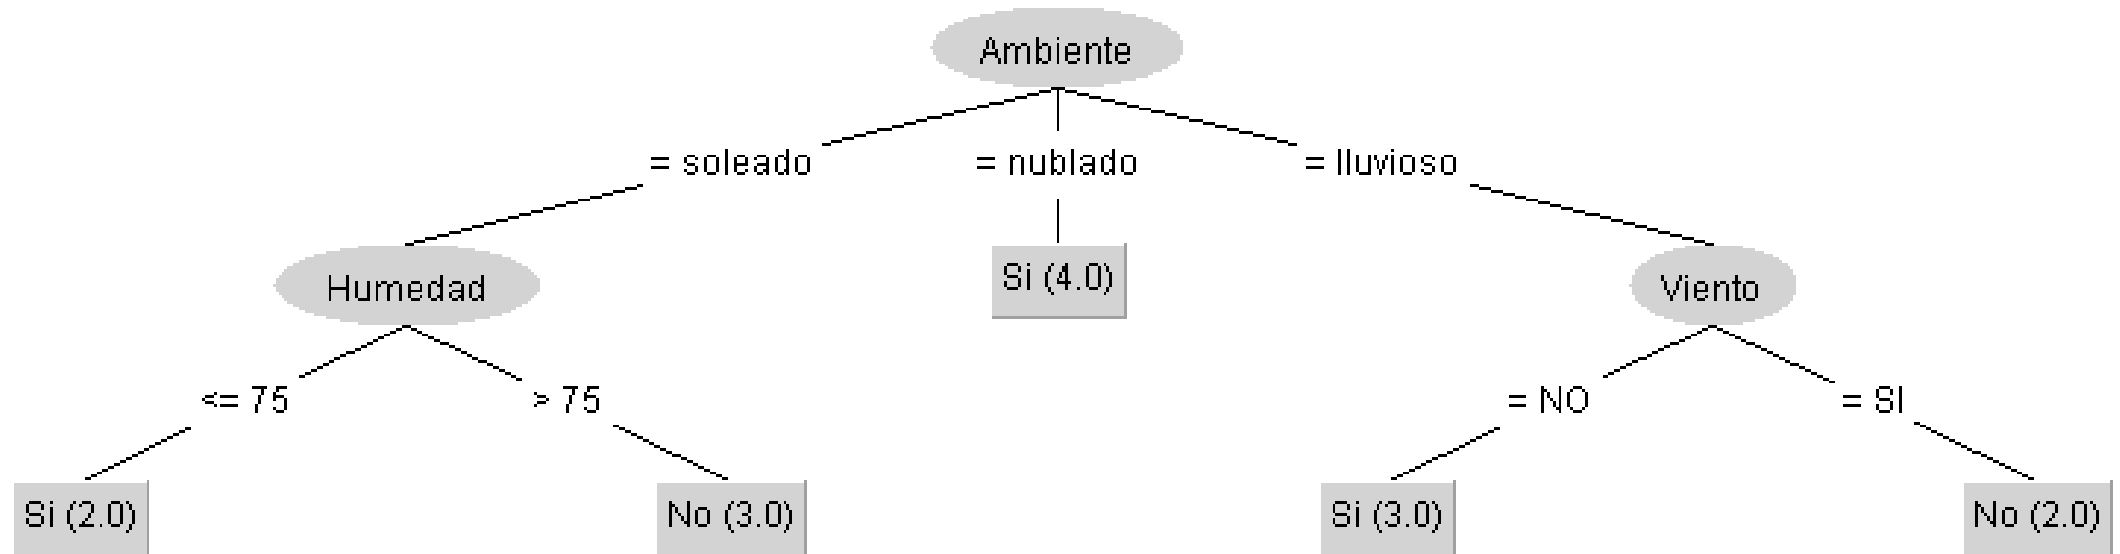 Ambiente
= soleado
= nublado
= lluvioso
Humedad
Si (4.0)
Viento
<= 75
> 75
= NO
= SI
Si (2.0)
No (3.0)
Si (3.0)
No (2.0)